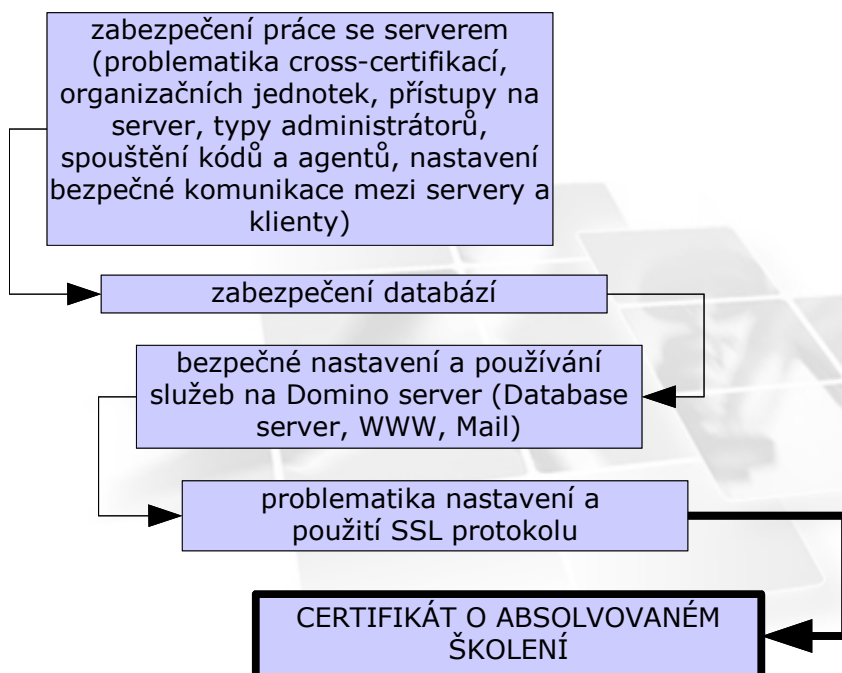 zabezpečení práce se serverem
(problematika cross-certifikací,
organizačních jednotek, přístupy na
server, typy administrátorů,
spouštění kódů a agentů, nastavení
bezpečné komunikace mezi servery a
klienty)
zabezpečení databází
bezpečné nastavení a používání
služeb na Domino server (Database
server, WWW, Mail)
problematika nastavení a
použití SSL protokolu
CERTIFIKÁT O ABSOLVOVANÉM
ŠKOLENÍ